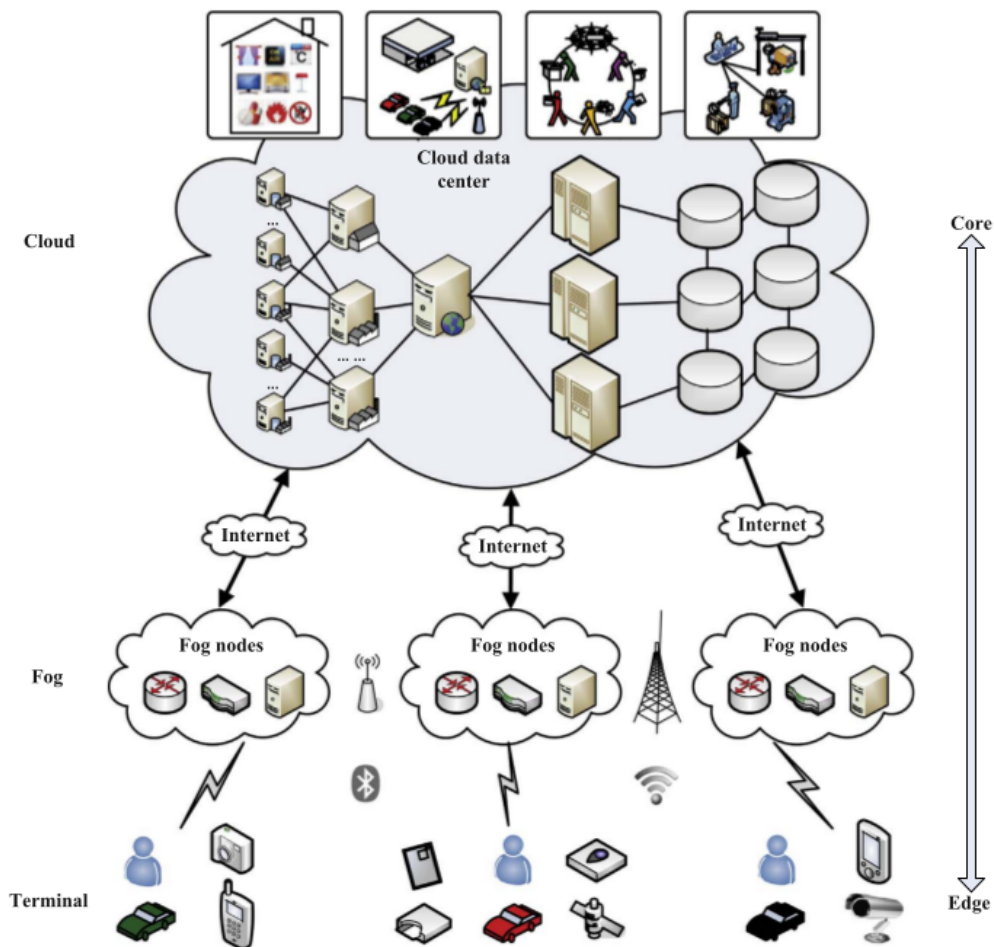 C
Cloud data
center
...
Cloud
Core
... ...
...
Internet
Internet
Internet
Fog nodes
Fog nodes
Fog nodes
Fog
Terminal
Edge